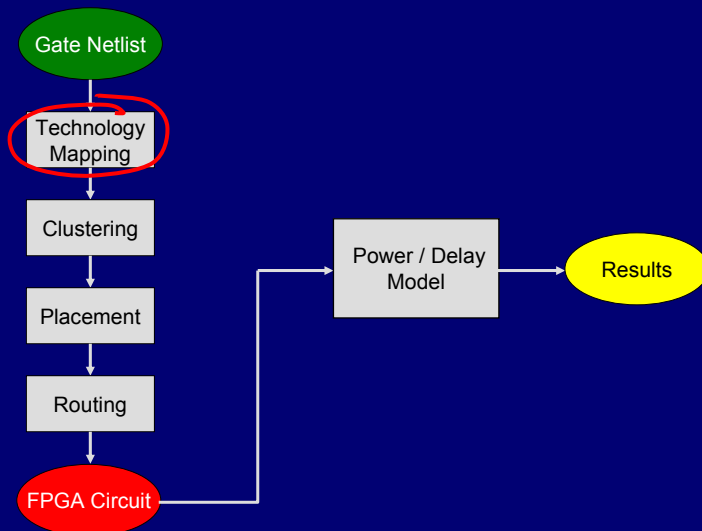 Gate Netlist
Technology
Mapping
Clustering
Placement
Routing
FPGA Circuit
Power / Delay
Model
Results